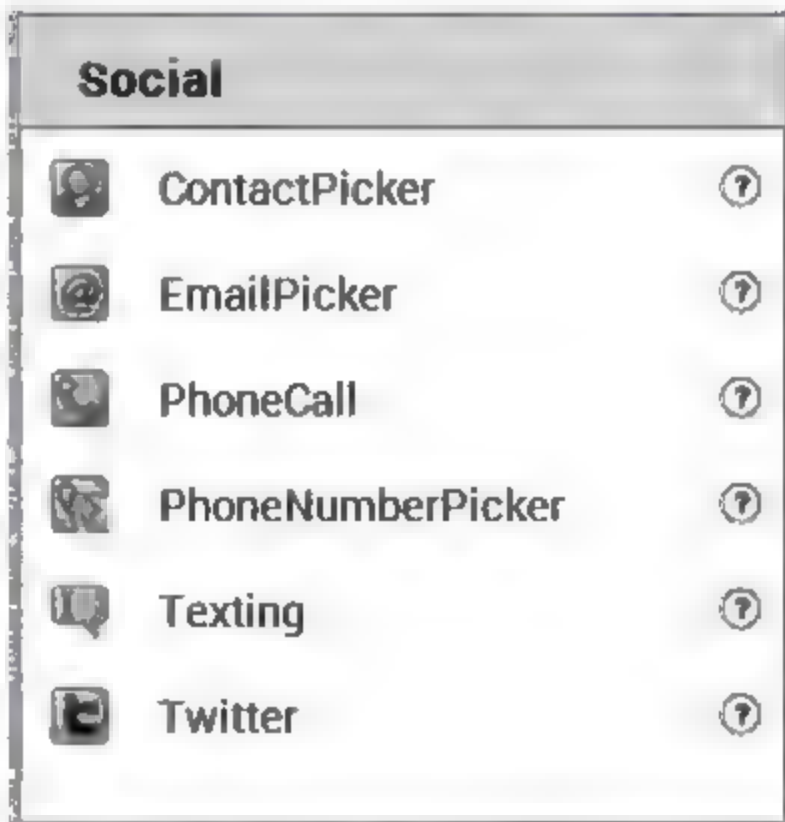 Social
ContactPicker
EmailPicker
PhoneCall
PhoneNumberPicker
Texting
Twitter